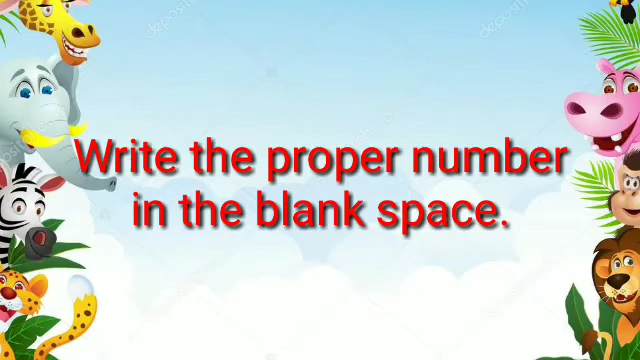 Write the proper number
in the blank space.